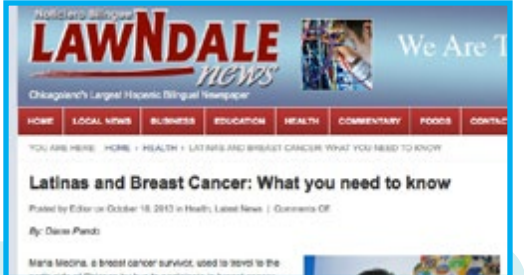 Noticiero Bilingüe
LAWNDALE
news
Chicagoland's Largest Hispanic Bilingual Newspaper
We Are T
HOME LOCAL NEWS BUSINESS EDUCATION HEALTH COMMENTARY FOODS CONTAC
YOU ARE HERE: HOME › HEALTH › LATINAS AND BREAST CANCER: WHAT YOU NEED TO KNOW
Latinas and Breast Cancer: What you need to know
Posted by Editor on October 18, 2013 in Health, Latest News | Comments Off
By: Diana Pando
Maria Medina, a breast cancer survivor, used to travel to the